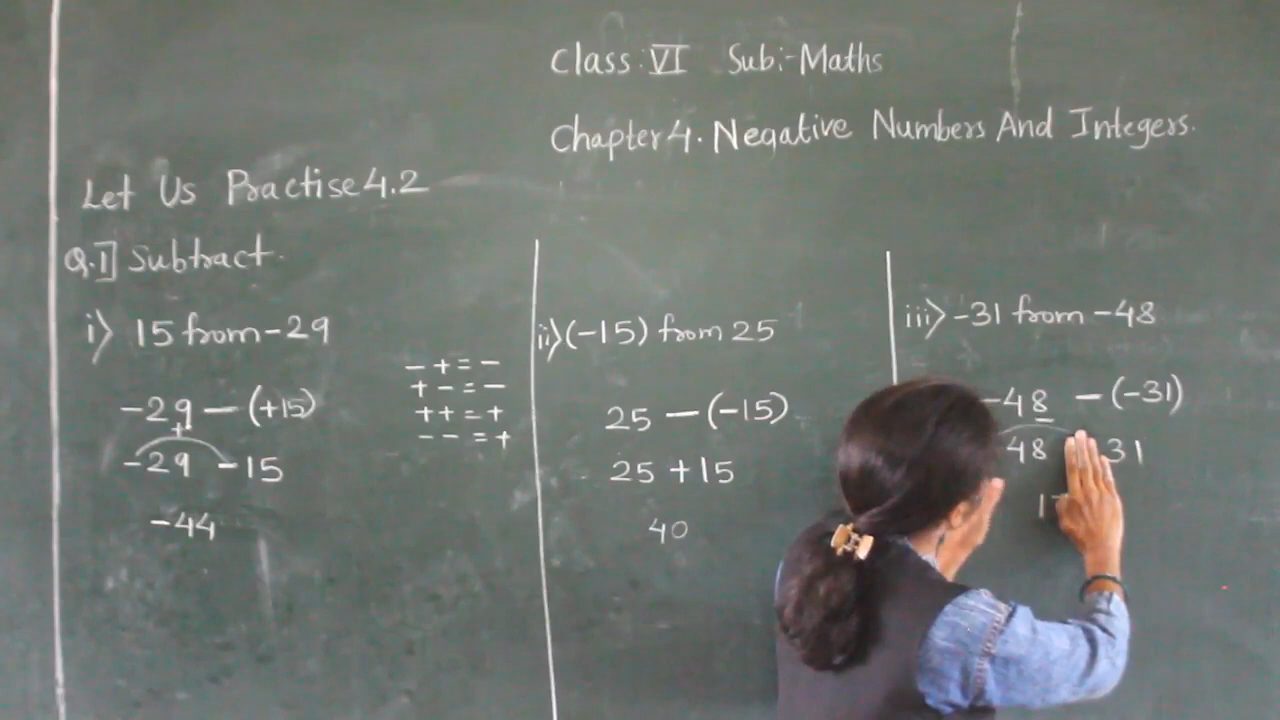 Class: VI Sub:-Maths
Chapter 4. Negative Numbers And Integers.
Let Us Practise 4.2
Q.1] Subtract.
i) 15 from -29
-29 - (+15)
+
-29 -15
-44
- + = -
+ - = -
+ + = +
- - = +
ii) (-15) from 25
25 - (-15)
25 + 15
40
iii) -31 from -48
-48 - (-31)
48 31